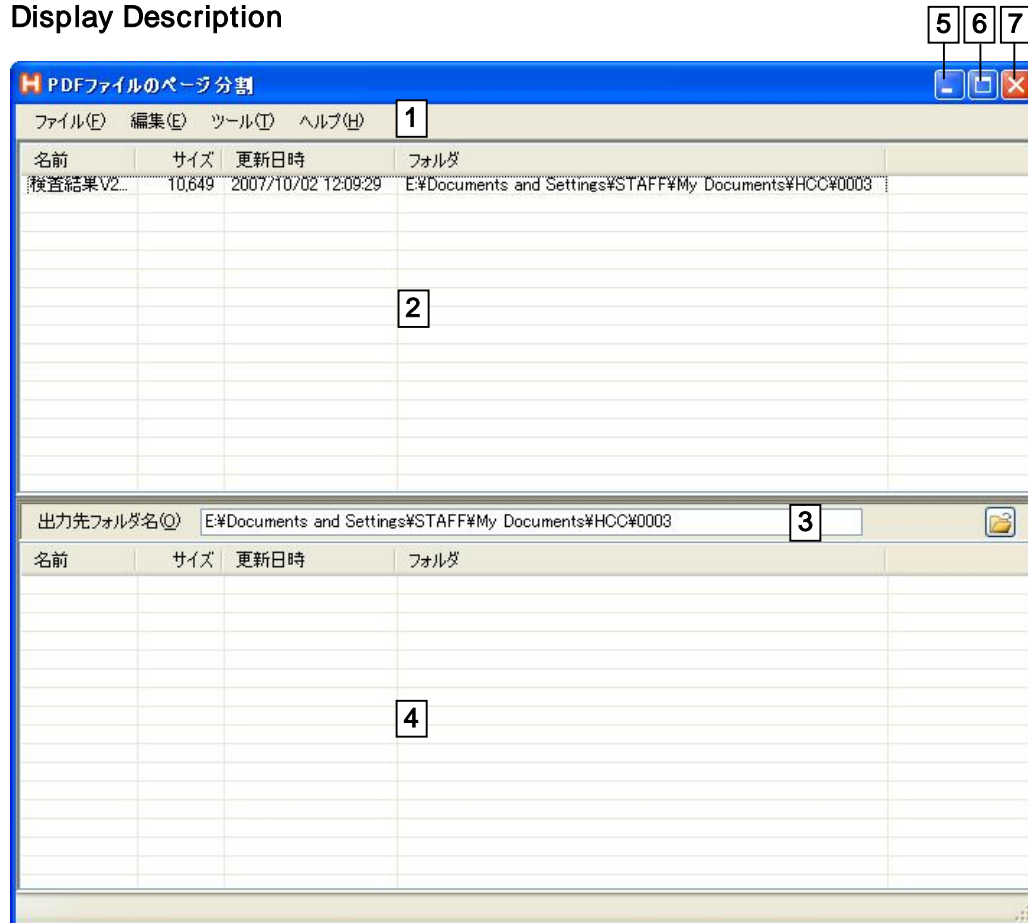 Display Description
5 6 7
PDFファイルのページ分割
ファイル(F) 編集(E) ツール(T) ヘルプ(H) 1
名前 サイズ 更新日時 フォルダ
検査結果V2... 10,649 2007/10/02 12:09:29 E:¥Documents and Settings¥STAFF¥My Documents¥HCC¥0003
2
出力先フォルダ名(O) E:¥Documents and Settings¥STAFF¥My Documents¥HCC¥0003 3
名前 サイズ 更新日時 フォルダ
4